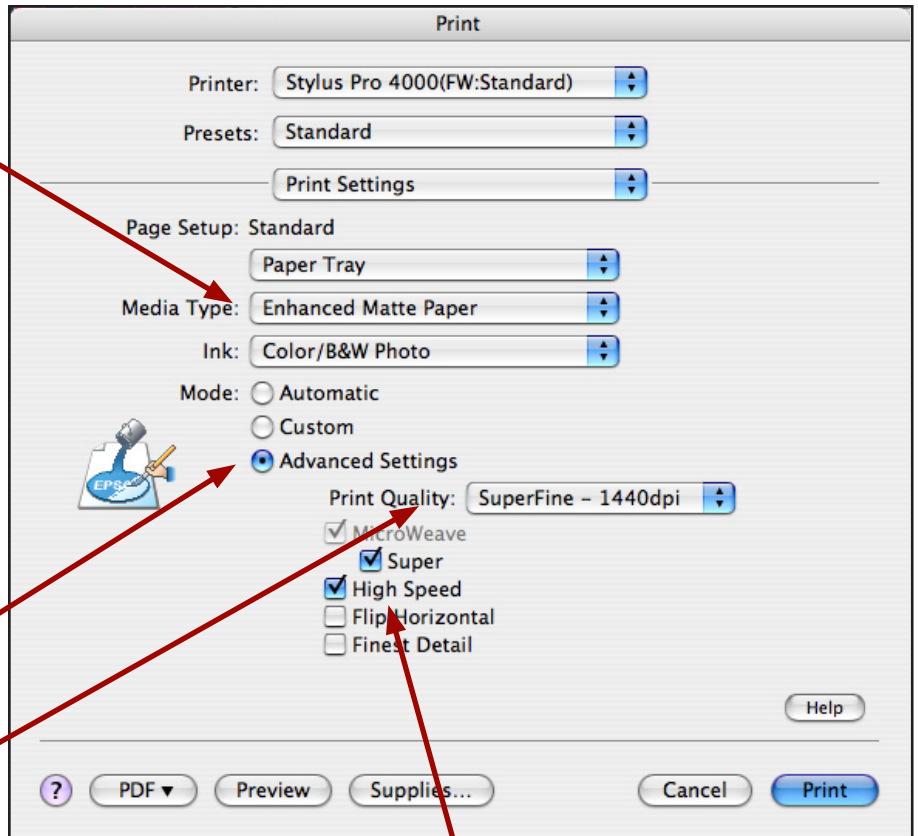 Print
Printer: Stylus Pro 4000(FW:Standard)
Presets: Standard
Print Settings
Page Setup: Standard
Paper Tray
Media Type: Enhanced Matte Paper
Ink: Color/B&W Photo
Mode: Automatic
Custom
Advanced Settings
EPSO
Print Quality: SuperFine – 1440dpi
MicroWeave
Super
High Speed
Flip Horizontal
Finest Detail
Help
? PDF▼ Preview Supplies... Cancel Print